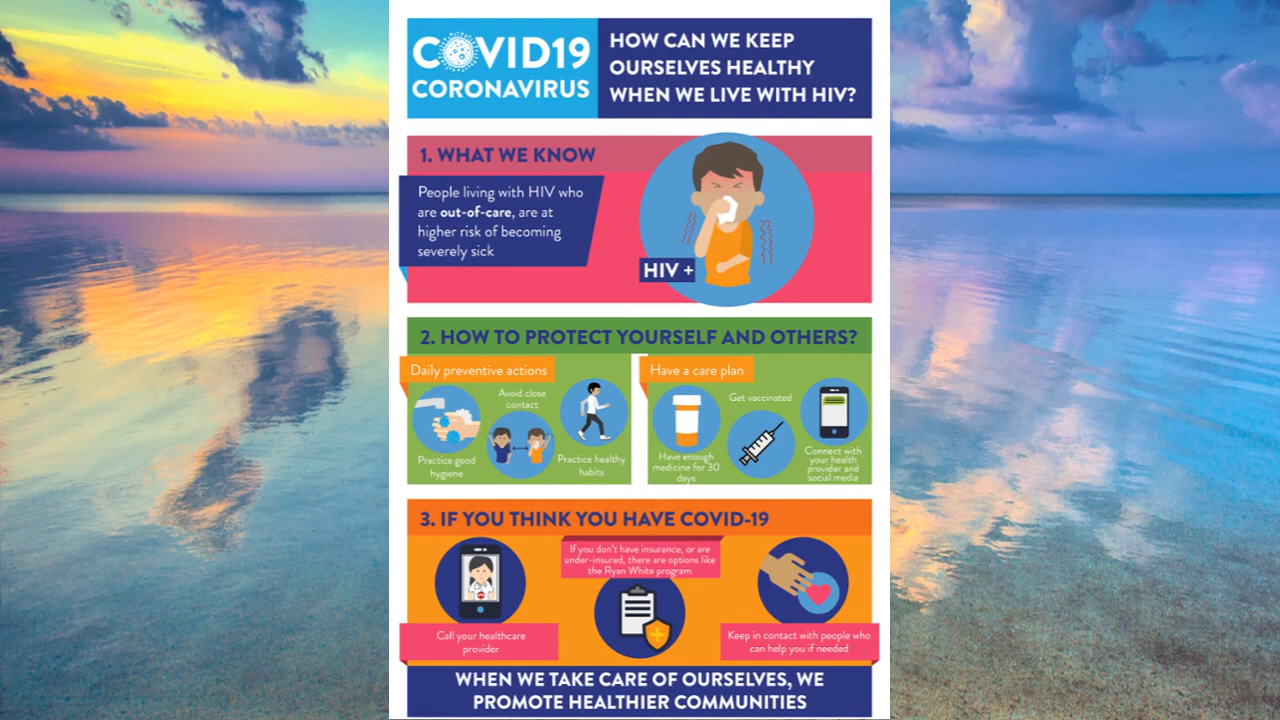 COVID19
CORONAVIRUS
HOW CAN WE KEEP
OURSELVES HEALTHY
WHEN WE LIVE WITH HIV?
1. WHAT WE KNOW
People living with HIV who
are out-of-care, are at
higher risk of becoming
severely sick
HIV +
2. HOW TO PROTECT YOURSELF AND OTHERS?
Daily preventive actions
Practice good
hygiene
Avoid close
contact
Practice healthy
habits
Have a care plan
Have enough
medicine for 30
days
Get vaccinated
Connect with
your health
provider and
social media
3. IF YOU THINK YOU HAVE COVID-19
Call your healthcare
provider
If you don't have insurance, or are
under-insured, there are options like
the Ryan White program
Keep in contact with people who
can help you if needed
WHEN WE TAKE CARE OF OURSELVES, WE
PROMOTE HEALTHIER COMMUNITIES